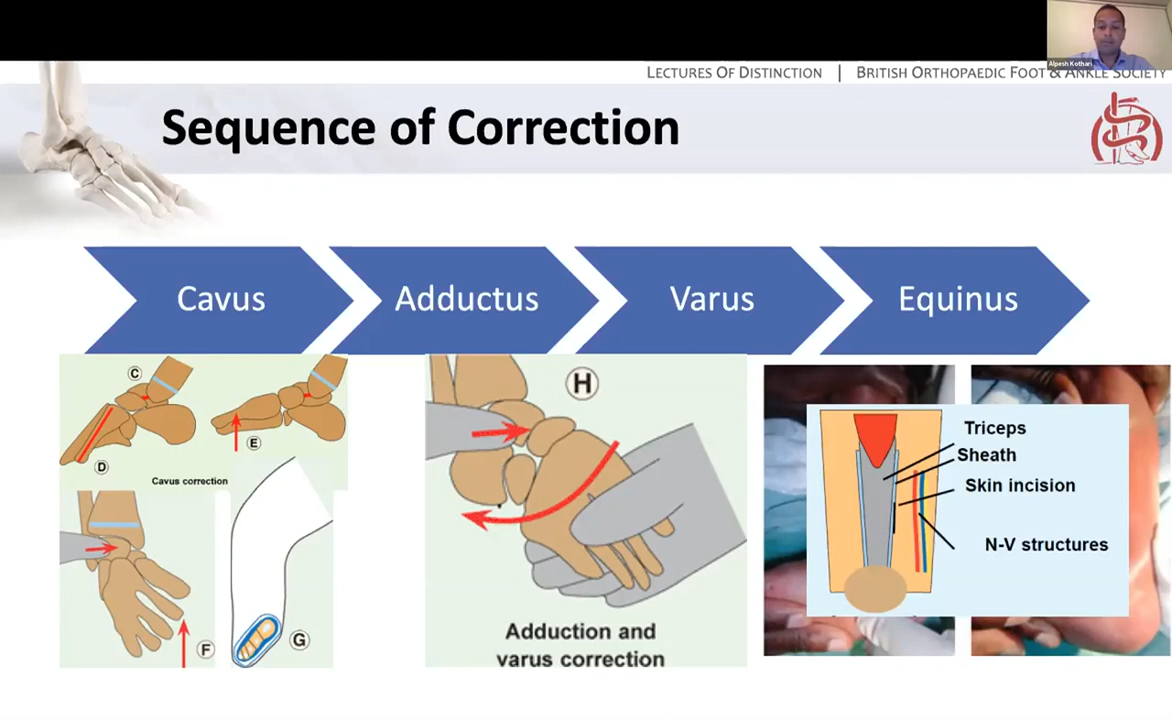 Alpesh Kothari
LECTURES OF DISTINCTION | BRITISH ORTHOPAEDIC FOOT & ANKLE SOCIETY
Sequence of Correction
Cavus
Adductus
Varus
Equinus
C
D
E
Cavus correction
F
G
H
Adduction and
varus correction
Triceps
Sheath
Skin incision
N-V structures